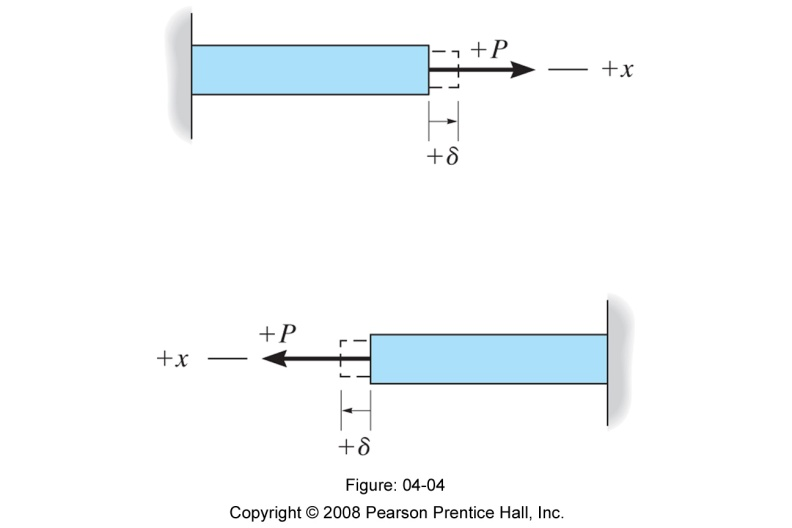 +P
+x
+δ
+P
+x
+δ
Figure: 04-04
Copyright © 2008 Pearson Prentice Hall, Inc.